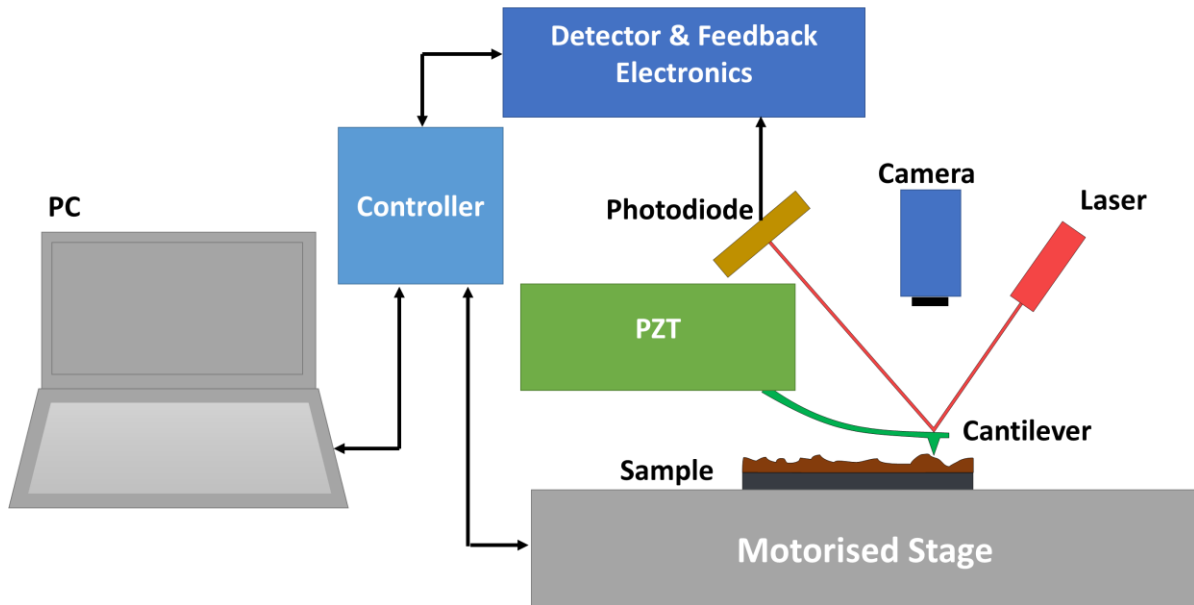 Detector & Feedback
Electronics
Camera
Controller
PC
Photodiode
Laser
PZT
Cantilever
Sample
Motorised Stage